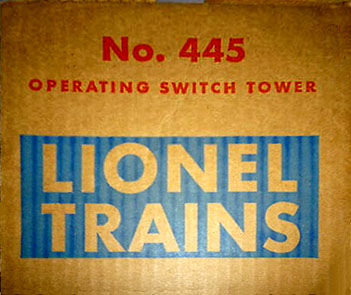 No. 445
OPERATING SWITCH TOWER
LIONEL
TRAINS